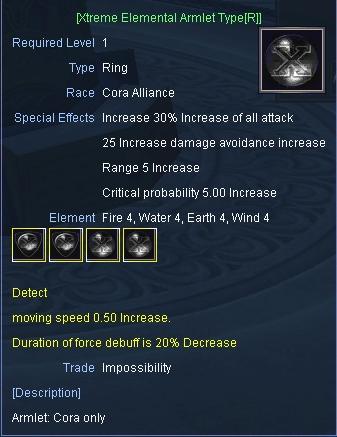 [Xtreme Elemental Armlet Type[R]]
Required Level 1
Type Ring
Race Cora Alliance
Special Effects Increase 30% Increase of all attack
25 Increase damage avoidance increase
Range 5 Increase
Critical probability 5.00 Increase
Element Fire 4, Water 4, Earth 4, Wind 4
Detect
moving speed 0.50 Increase.
Duration of force debuff is 20% Decrease
Trade Impossibility
[Description]
Armlet: Cora only